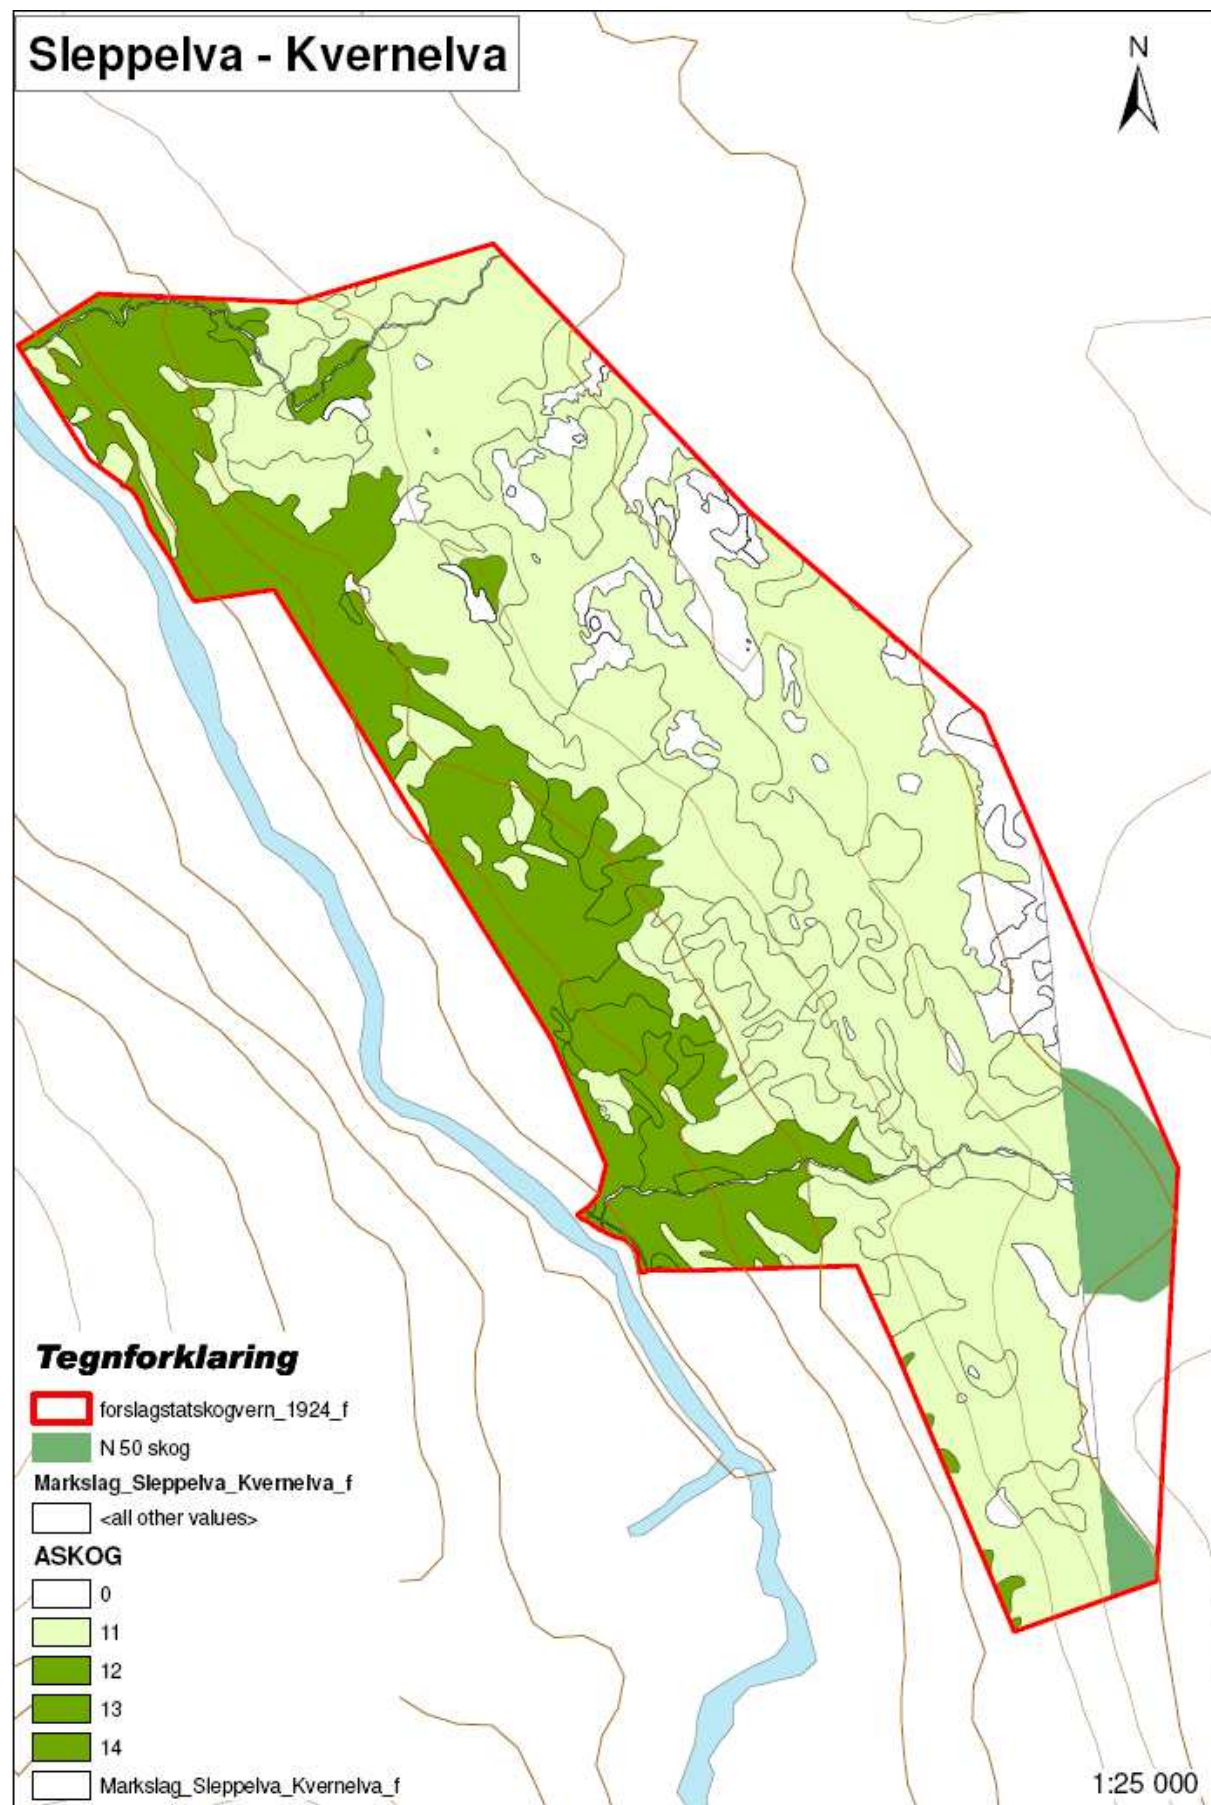 Sleppelva - Kvernelva
N
Tegnforklaring
forslagstatskogvern_1924_f
N 50 skog
Markslag_Sleppelva_Kvernelva_f
<all other values>
ASKOG
0
11
12
13
14
Markslag_Sleppelva_Kvernelva_f
1:25 000